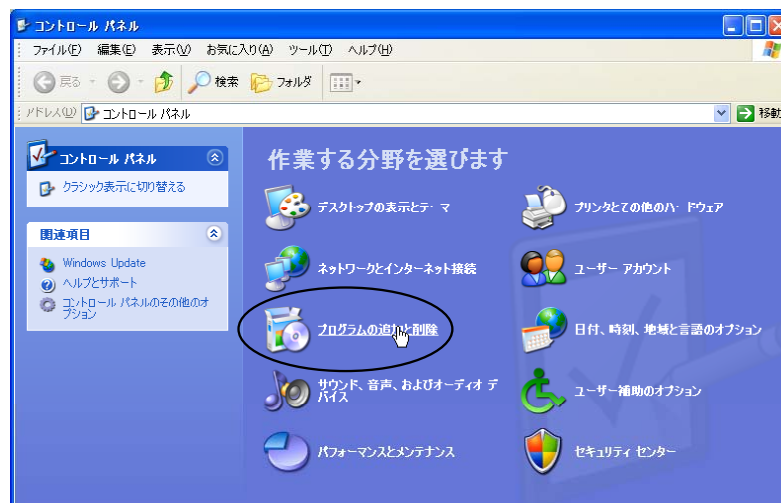 コントロール パネル
ファイル(F) 編集(E) 表示(V) お気に入り(A) ツール(T) ヘルプ(H)
戻る 検索 フォルダ
アドレス(D) コントロール パネル 移動
コントロール パネル
クラシック表示に切り替える
関連項目
Windows Update
ヘルプとサポート
コントロール パネルのその他のオ
プション
作業する分野を選びます
デスクトップの表示とテーマ
プリンタとその他のハードウェア
ネットワークとインターネット接続
ユーザー アカウント
プログラムの追加と削除
日付、時刻、地域と言語のオプション
サウンド、音声、およびオーディオ デ
バイス
ユーザー補助のオプション
パフォーマンスとメンテナンス
セキュリティ センター